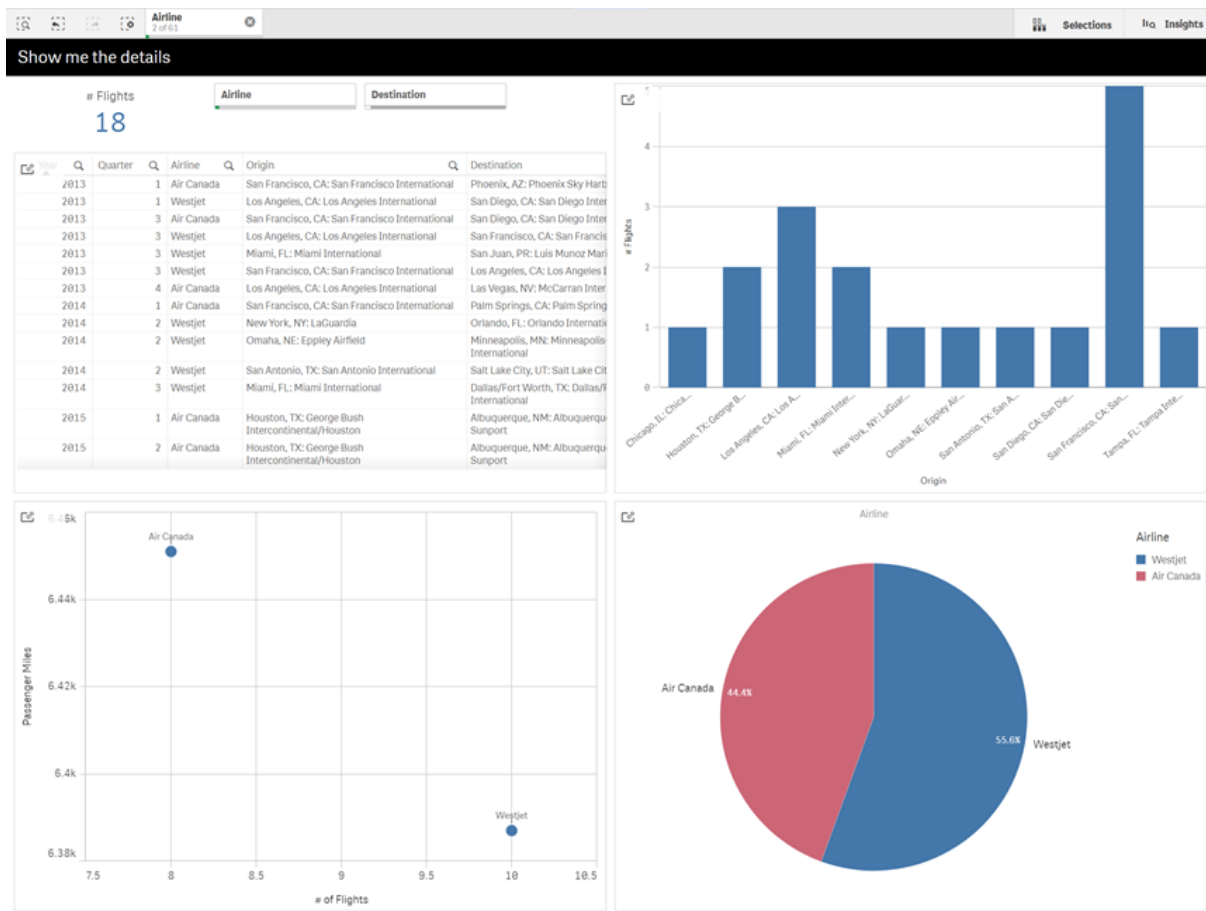 Airline
2 of 61
Selections
Insights
Show me the details
# Flights
18
Airline
Destination
Year Quarter Airline Origin Destination
2013 1 Air Canada San Francisco, CA: San Francisco International Phoenix, AZ: Phoenix Sky Harb
2013 1 Westjet Los Angeles, CA: Los Angeles International San Diego, CA: San Diego Inter
2013 3 Air Canada San Francisco, CA: San Francisco International San Diego, CA: San Diego Inter
2013 3 Westjet Los Angeles, CA: Los Angeles International San Francisco, CA: San Francis
2013 3 Westjet Miami, FL: Miami International San Juan, PR: Luis Munoz Mari
2013 3 Westjet San Francisco, CA: San Francisco International Los Angeles, CA: Los Angeles I
2013 4 Air Canada Los Angeles, CA: Los Angeles International Las Vegas, NV: McCarran Inter
2014 1 Air Canada San Francisco, CA: San Francisco International Palm Springs, CA: Palm Spring
2014 2 Westjet New York, NY: LaGuardia Orlando, FL: Orlando Internati
2014 2 Westjet Omaha, NE: Eppley Airfield Minneapolis, MN: Minneapolis-
International
2014 2 Westjet San Antonio, TX: San Antonio International Salt Lake City, UT: Salt Lake Cit
2014 3 Westjet Miami, FL: Miami International Dallas/Fort Worth, TX: Dallas/F
International
2015 1 Air Canada Houston, TX: George Bush Albuquerque, NM: Albuquerqu
Intercontinental/Houston Sunport
2015 2 Air Canada Houston, TX: George Bush Albuquerque, NM: Albuquerqu
Intercontinental/Houston Sunport
# Flights
4
3
2
1
0
Chicago, IL: Chica...
Houston, TX: George B...
Los Angeles, CA: Los A...
Miami, FL: Miami Inter...
New York, NY: LaGuar...
Omaha, NE: Eppley Air...
San Antonio, TX: San A...
San Diego, CA: San Die...
San Francisco, CA: San...
Tampa, FL: Tampa Inte...
Origin
Passenger Miles
6.46k
6.44k
6.42k
6.4k
6.38k
Air Canada
Westjet
7.5 8 8.5 9 9.5 10 10.5
# of Flights
Airline
Airline
Westjet
Air Canada
Air Canada
44.4%
55.6%
Westjet